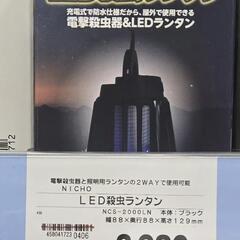 充電式で防水仕様だから、屋外で使用できる
電撃殺虫器&LEDランタン
電撃殺虫器と照明用ランタンの2WAYで使用可能
NICHO
LED殺虫ランタン
NCS-2000LN 本体:ブラック
幅88×奥行88×高さ129mm
458041723 0406
712